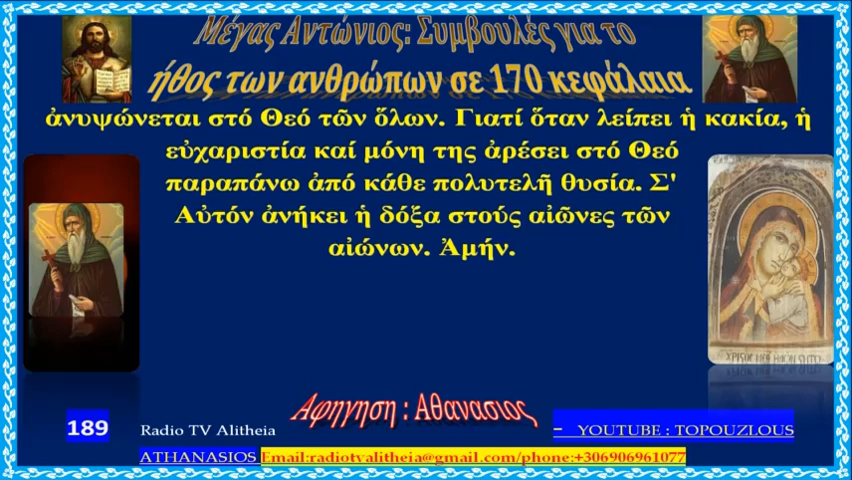 Μέγας Αντώνιος: Συμβουλές για το
ήθος των ανθρώπων σε 170 κεφάλαια
ἀνυψώνεται στό Θεό τῶν ὅλων. Γιατί ὅταν λείπει ἡ κακία, ἡ
εὐχαριστία καί μόνη της ἀρέσει στό Θεό
παραπάνω ἀπό κάθε πολυτελῆ θυσία. Σ'
Αὐτόν ἀνήκει ἡ δόξα στούς αἰῶνες τῶν
αἰώνων. Ἀμήν.
Αφηγηση : Αθανασιος
189 Radio TV Alitheia – YOUTUBE : TOPOUZLOUS
ATHANASIOS Email:radiotvalitheia@gmail.com/phone:+306906961077